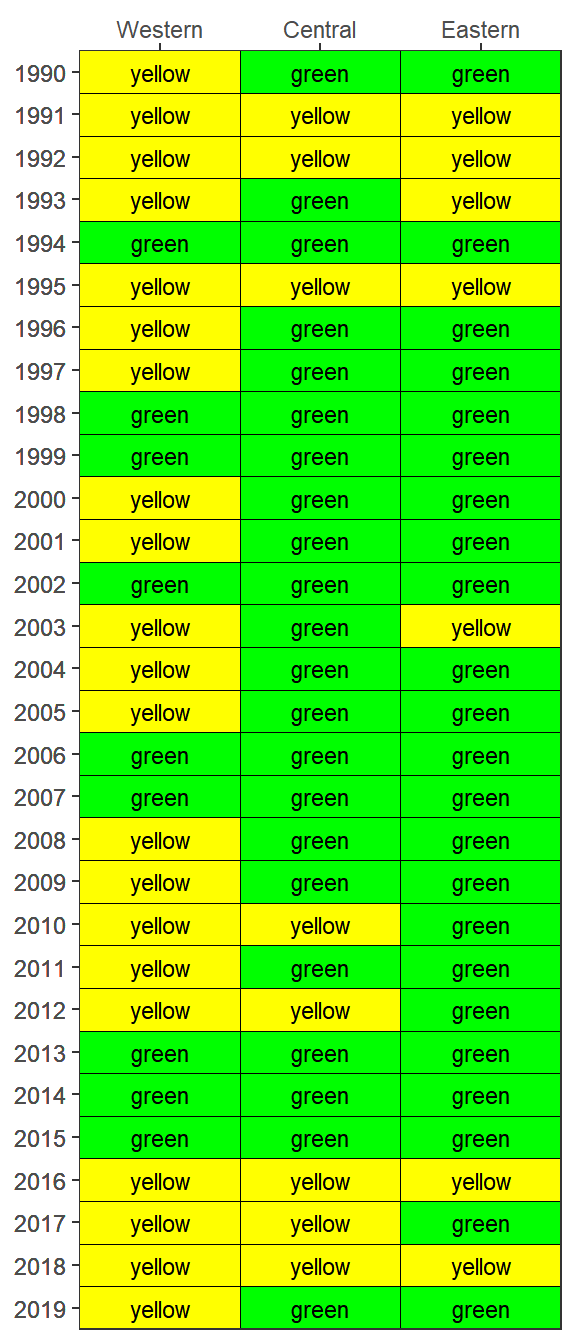 Western Central Eastern
1990 yellow green green
1991 yellow yellow yellow
1992 yellow yellow yellow
1993 yellow green yellow
1994 green green green
1995 yellow yellow yellow
1996 yellow green green
1997 yellow green green
1998 green green green
1999 green green green
2000 yellow green green
2001 yellow green green
2002 green green green
2003 yellow green yellow
2004 yellow green green
2005 yellow green green
2006 green green green
2007 green green green
2008 yellow green green
2009 yellow green green
2010 yellow yellow green
2011 yellow green green
2012 yellow yellow green
2013 green green green
2014 green green green
2015 green green green
2016 yellow yellow yellow
2017 yellow yellow green
2018 yellow yellow yellow
2019 yellow green green